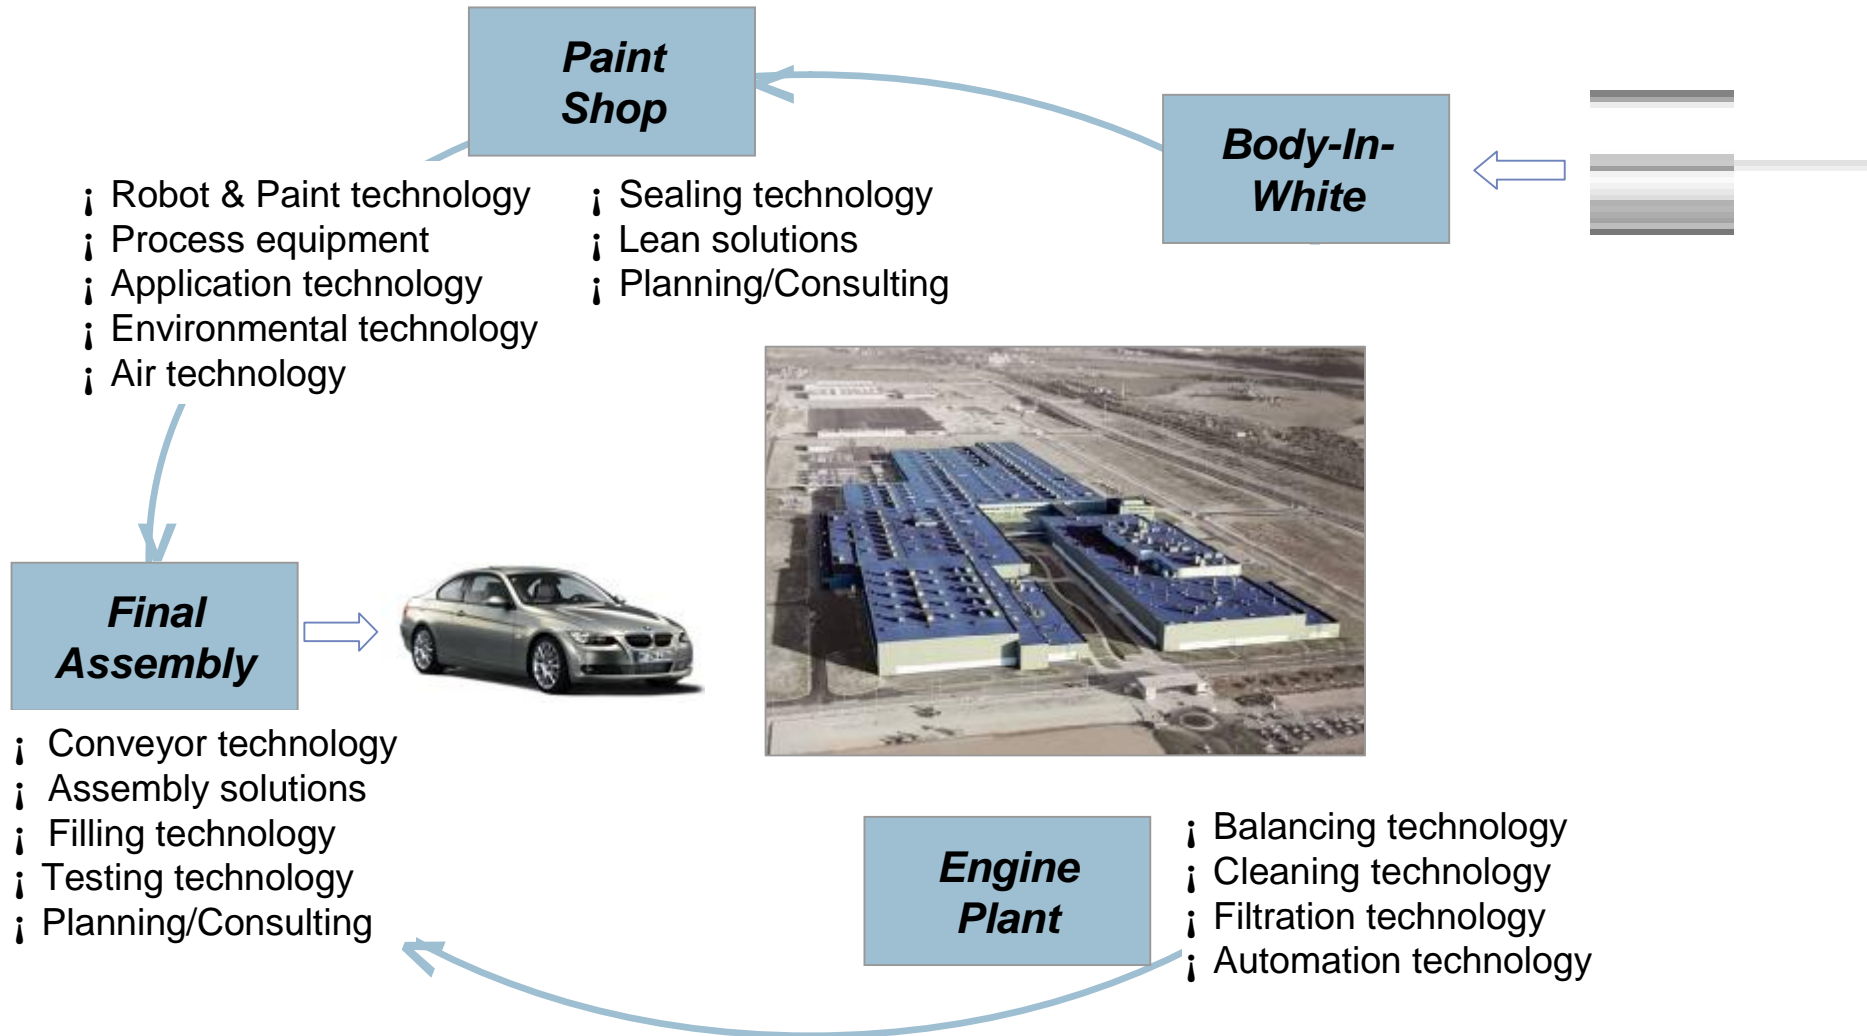 Paint
Shop
Body-In-
White
¡ Robot & Paint technology
¡ Process equipment
¡ Application technology
¡ Environmental technology
¡ Air technology
¡ Sealing technology
¡ Lean solutions
¡ Planning/Consulting
Final
Assembly
¡ Conveyor technology
¡ Assembly solutions
¡ Filling technology
¡ Testing technology
¡ Planning/Consulting
Engine
Plant
¡ Balancing technology
¡ Cleaning technology
¡ Filtration technology
¡ Automation technology